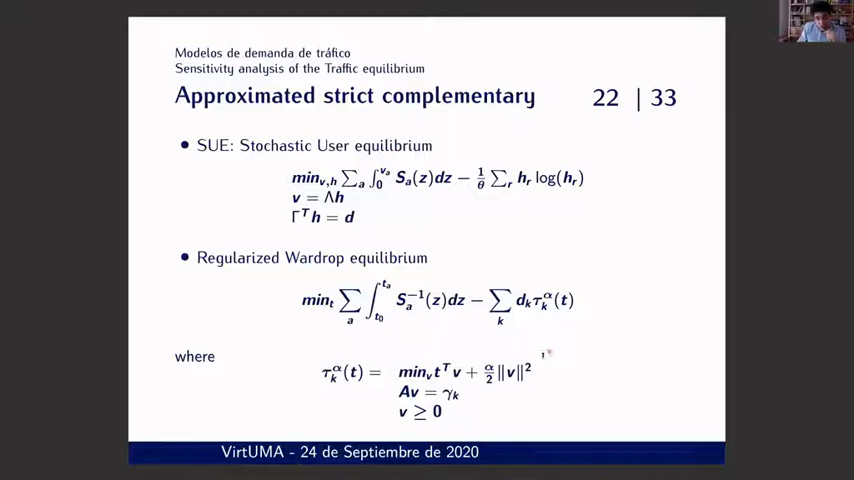 Modelos de demanda de tráfico
Sensitivity analysis of the Traffic equilibrium
Approximated strict complementary 22 | 33
• SUE: Stochastic User equilibrium
min_{v,h} ∑_a ∫_0^{v_a} S_a(z)dz − 1/θ ∑_r h_r log(h_r)
v = Λh
Γ^T h = d
• Regularized Wardrop equilibrium
min_t ∑_a ∫_{t_0}^{t_a} S_a^{-1}(z)dz − ∑_k d_k τ_k^α(t)
where
τ_k^α(t) = min_v t^T v + α/2 ‖v‖^2
Av = γ_k
v ≥ 0
VirtUMA - 24 de Septiembre de 2020